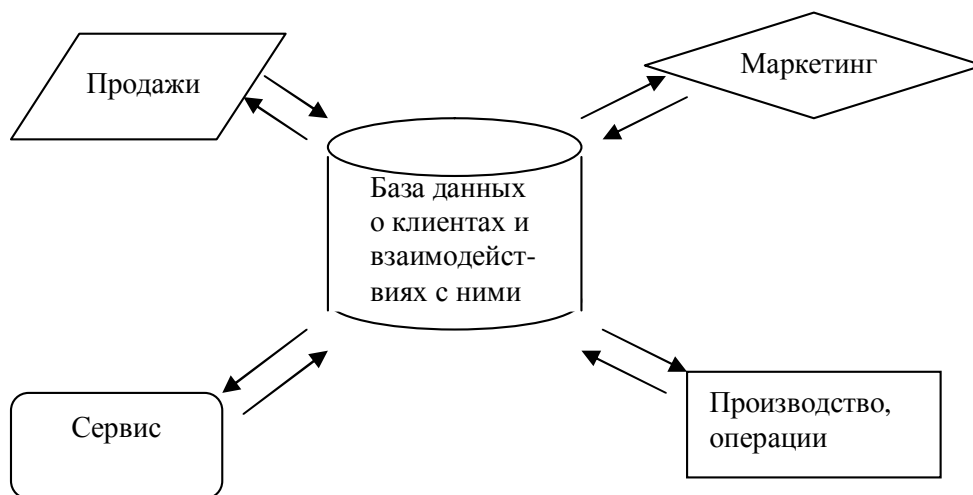 Продажи
Маркетинг
База данных
о клиентах и
взаимодейст-
виях с ними
Сервис
Производство,
операции